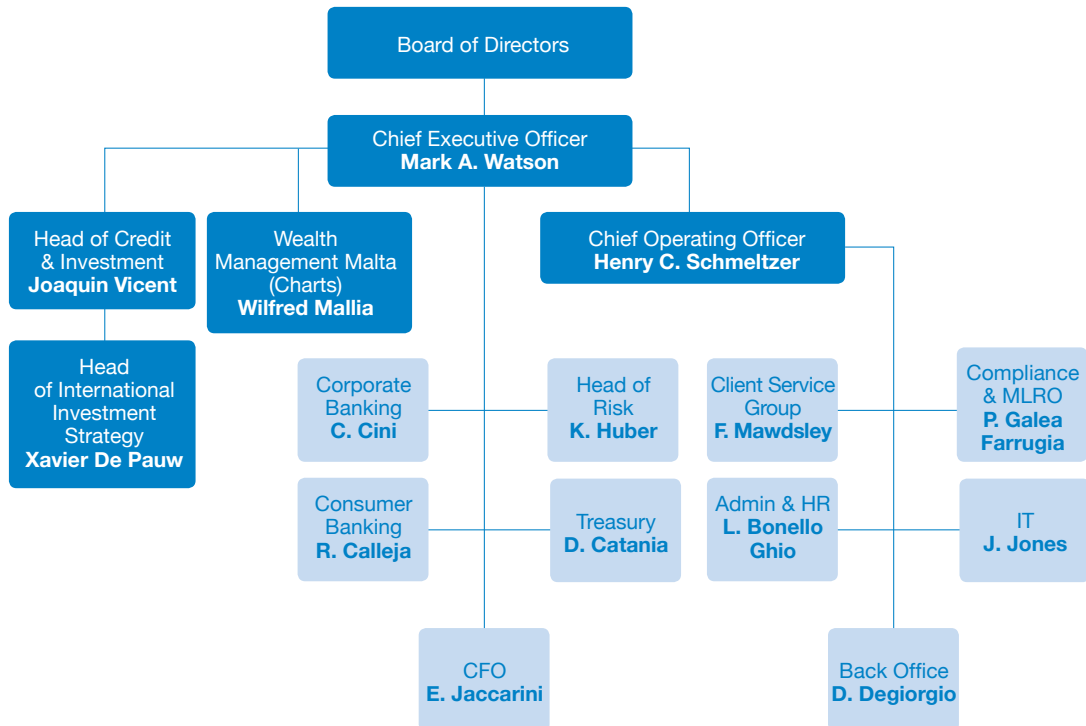 Board of Directors
Chief Executive Officer
Mark A. Watson
Head of Credit
& Investment
Joaquin Vicent
Wealth
Management Malta
(Charts)
Wilfred Mallia
Chief Operating Officer
Henry C. Schmeltzer
Head
of International
Investment
Strategy
Xavier De Pauw
Corporate
Banking
C. Cini
Head of
Risk
K. Huber
Client Service
Group
F. Mawdsley
Compliance
& MLRO
P. Galea
Farrugia
Consumer
Banking
R. Calleja
Treasury
D. Catania
Admin & HR
L. Bonello
Ghio
IT
J. Jones
CFO
E. Jaccarini
Back Office
D. Degiorgio